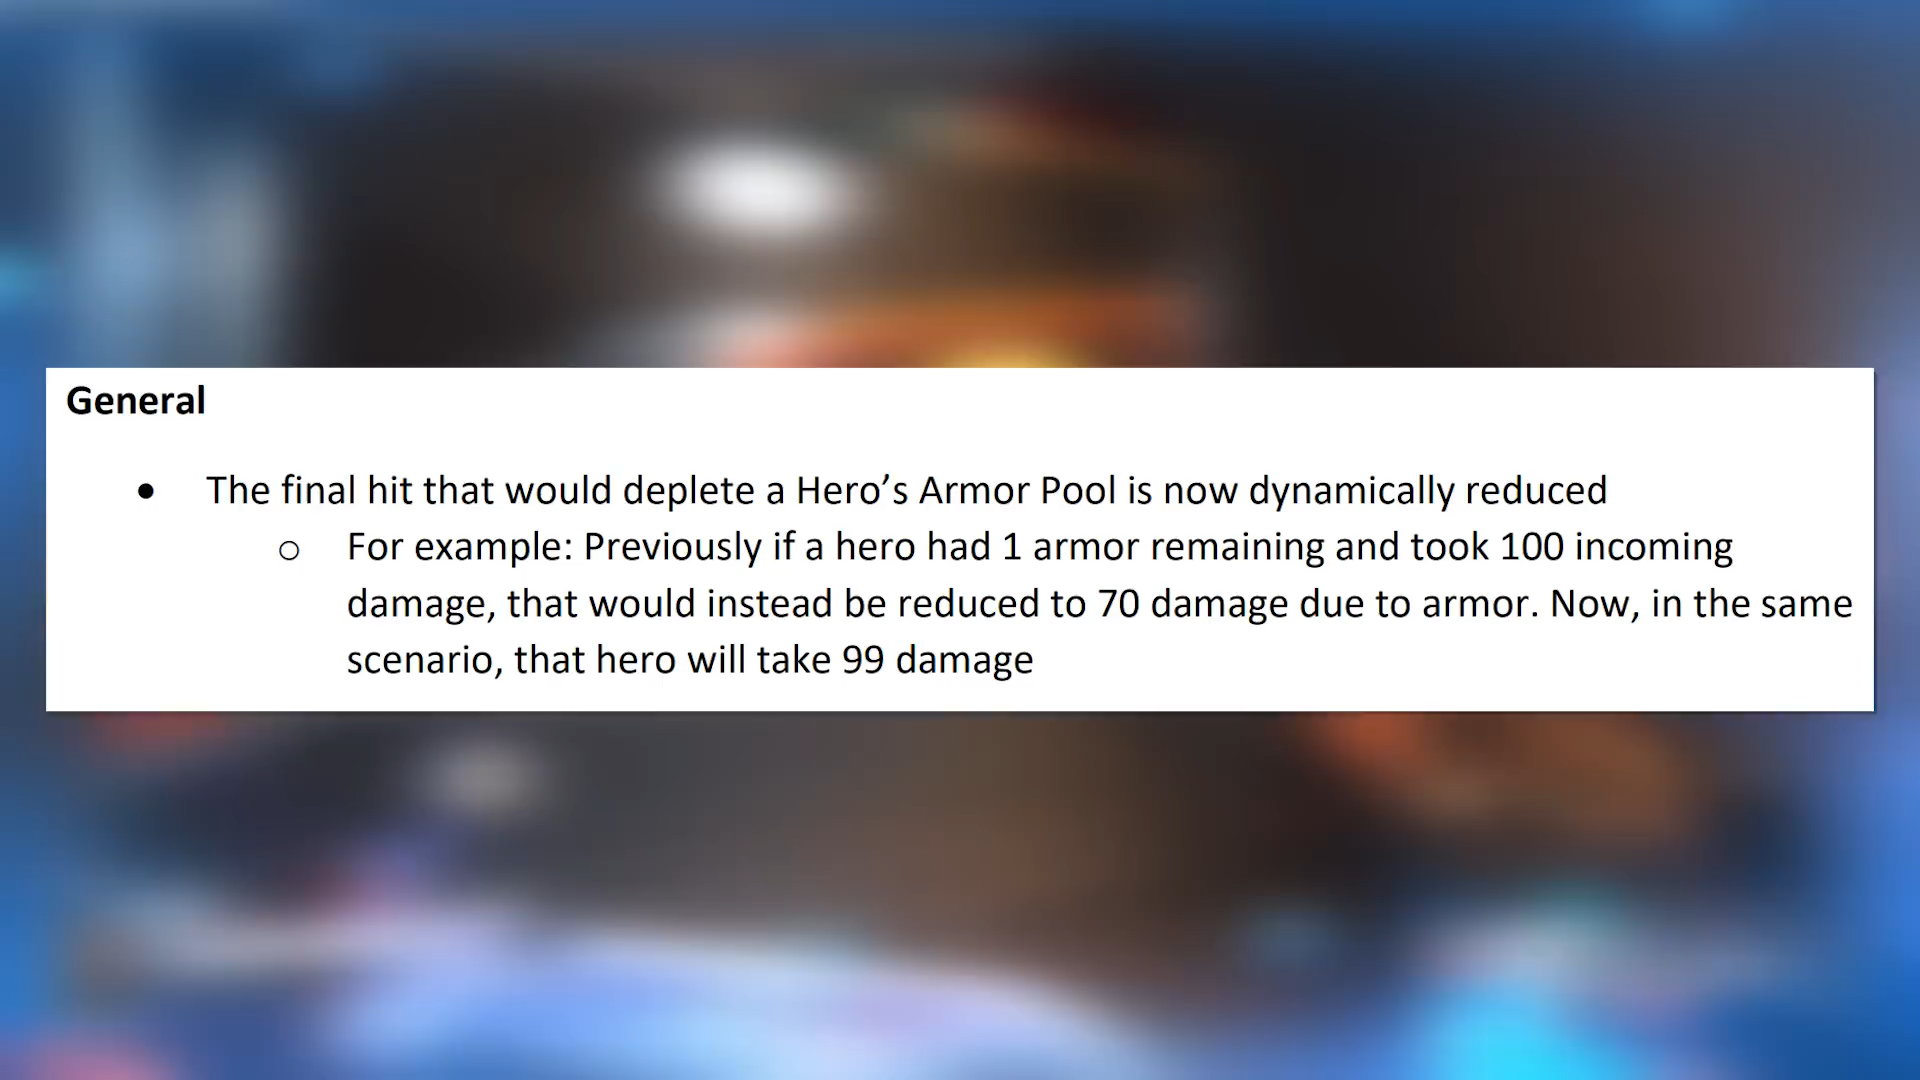 General
• The final hit that would deplete a Hero’s Armor Pool is now dynamically reduced
○ For example: Previously if a hero had 1 armor remaining and took 100 incoming
damage, that would instead be reduced to 70 damage due to armor. Now, in the same
scenario, that hero will take 99 damage